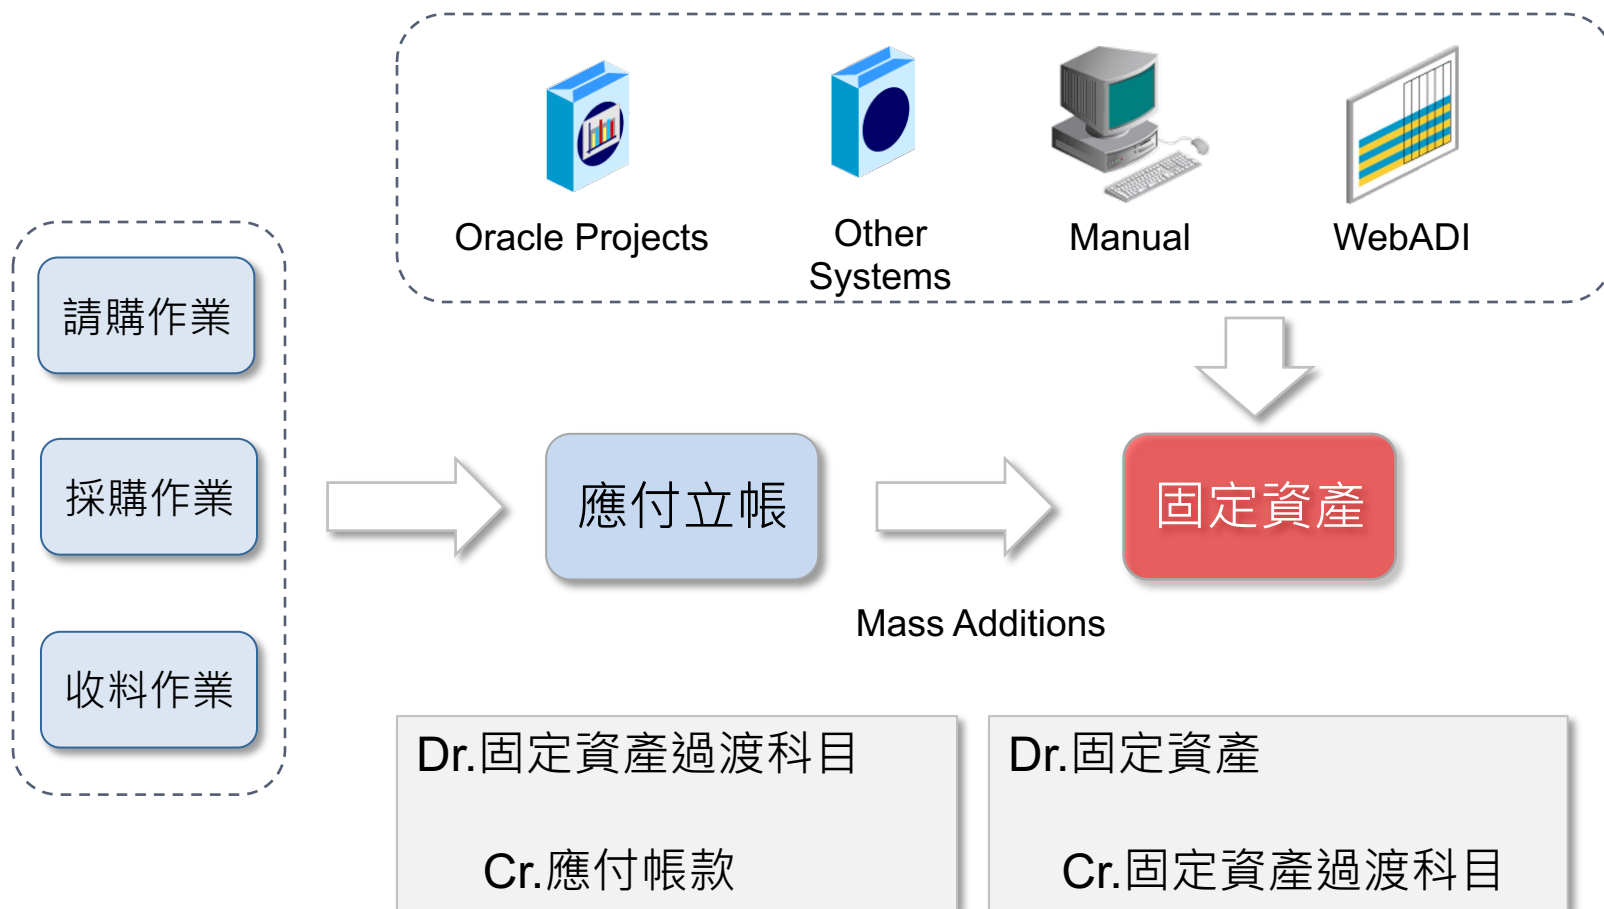 Oracle Projects
Other
Systems
Manual
WebADI
請購作業
採購作業
收料作業
應付立帳
固定資產
Mass Additions
Dr.固定資產過渡科目
Cr.應付帳款
Dr.固定資產
Cr.固定資產過渡科目